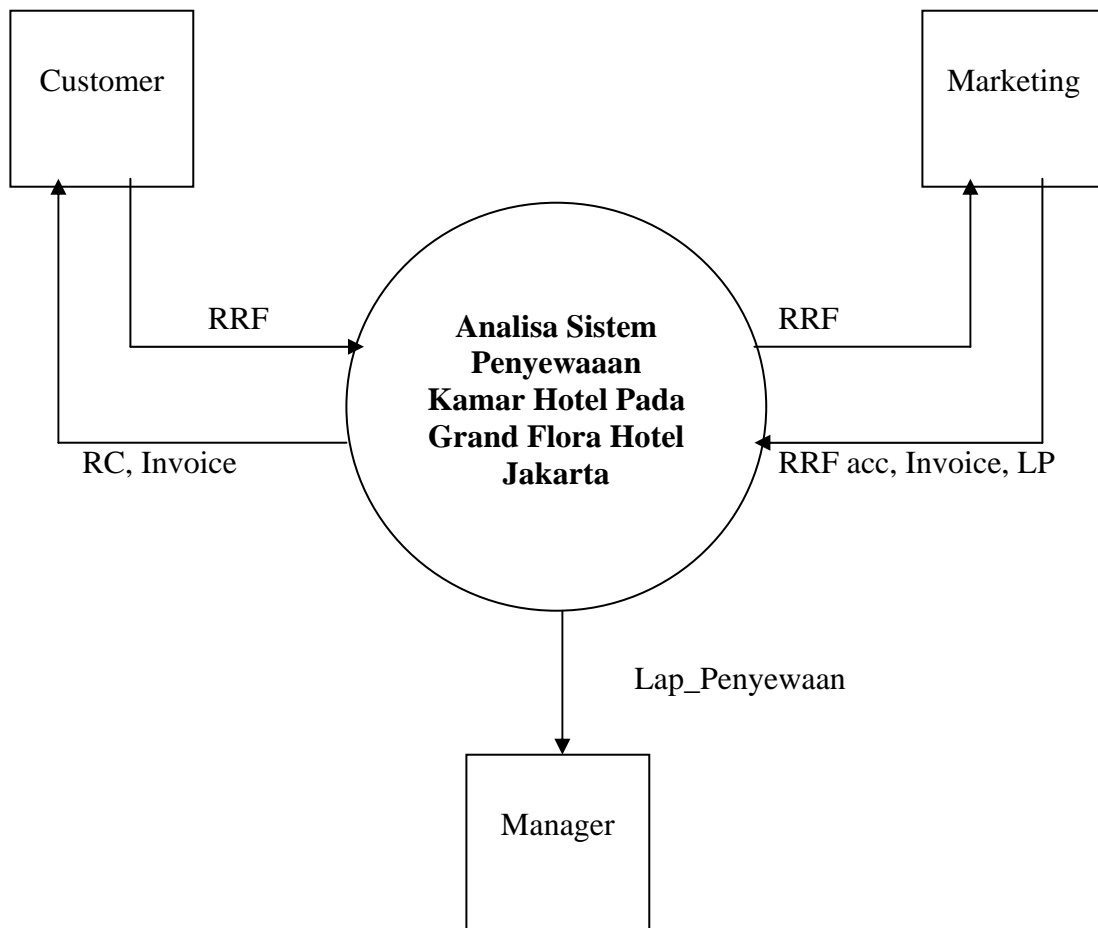 Customer
Marketing
RRF
RRF
Analisa Sistem
Penyewaaan
Kamar Hotel Pada
Grand Flora Hotel
Jakarta
RC, Invoice
RRF acc, Invoice, LP
Lap_Penyewaan
Manager